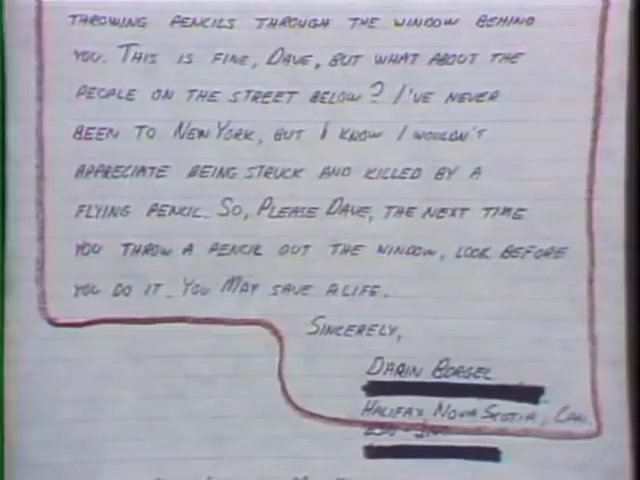 THROWING PENCILS THROUGH THE WINDOW BEHIND
YOU. THIS IS FINE, DAVE, BUT WHAT ABOUT THE
PEOPLE ON THE STREET BELOW? I'VE NEVER
BEEN TO NEW YORK, BUT I KNOW I WOULDN'T
APPRECIATE BEING STRUCK AND KILLED BY A
FLYING PENCIL. SO, PLEASE DAVE, THE NEXT TIME
YOU THROW A PENCIL OUT THE WINDOW, LOOK BEFORE
YOU DO IT. YOU MAY SAVE A LIFE.
SINCERELY,
DARIN BORGEL
HALIFAX NOVA SCOTIA, CAN.